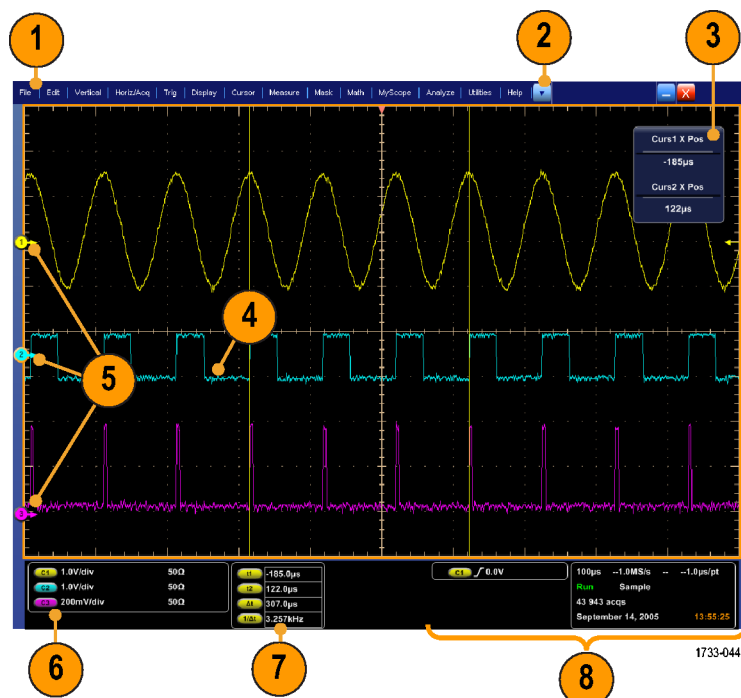 1
2
3
File | Edit | Vertical | Horiz/Acq | Trig | Display | Cursor | Measure | Mask | Math | MyScope | Analyze | Utilities | Help | ▼
X
Curs1 X Pos
-185µs
Curs2 X Pos
122µs
1
4
2
5
3
C1 1.0V/div 50Ω
C2 1.0V/div 50Ω
C3 200mV/div 50Ω
t1 -185.0µs
t2 122.0µs
Δt 307.0µs
1/Δt 3.257kHz
C1 ∫ 0.0V
100µs --1.0MS/s -- --1.0µs/pt
Run Sample
43 943 acqs
September 14, 2005 13:55:25
1733-044
6
7
8